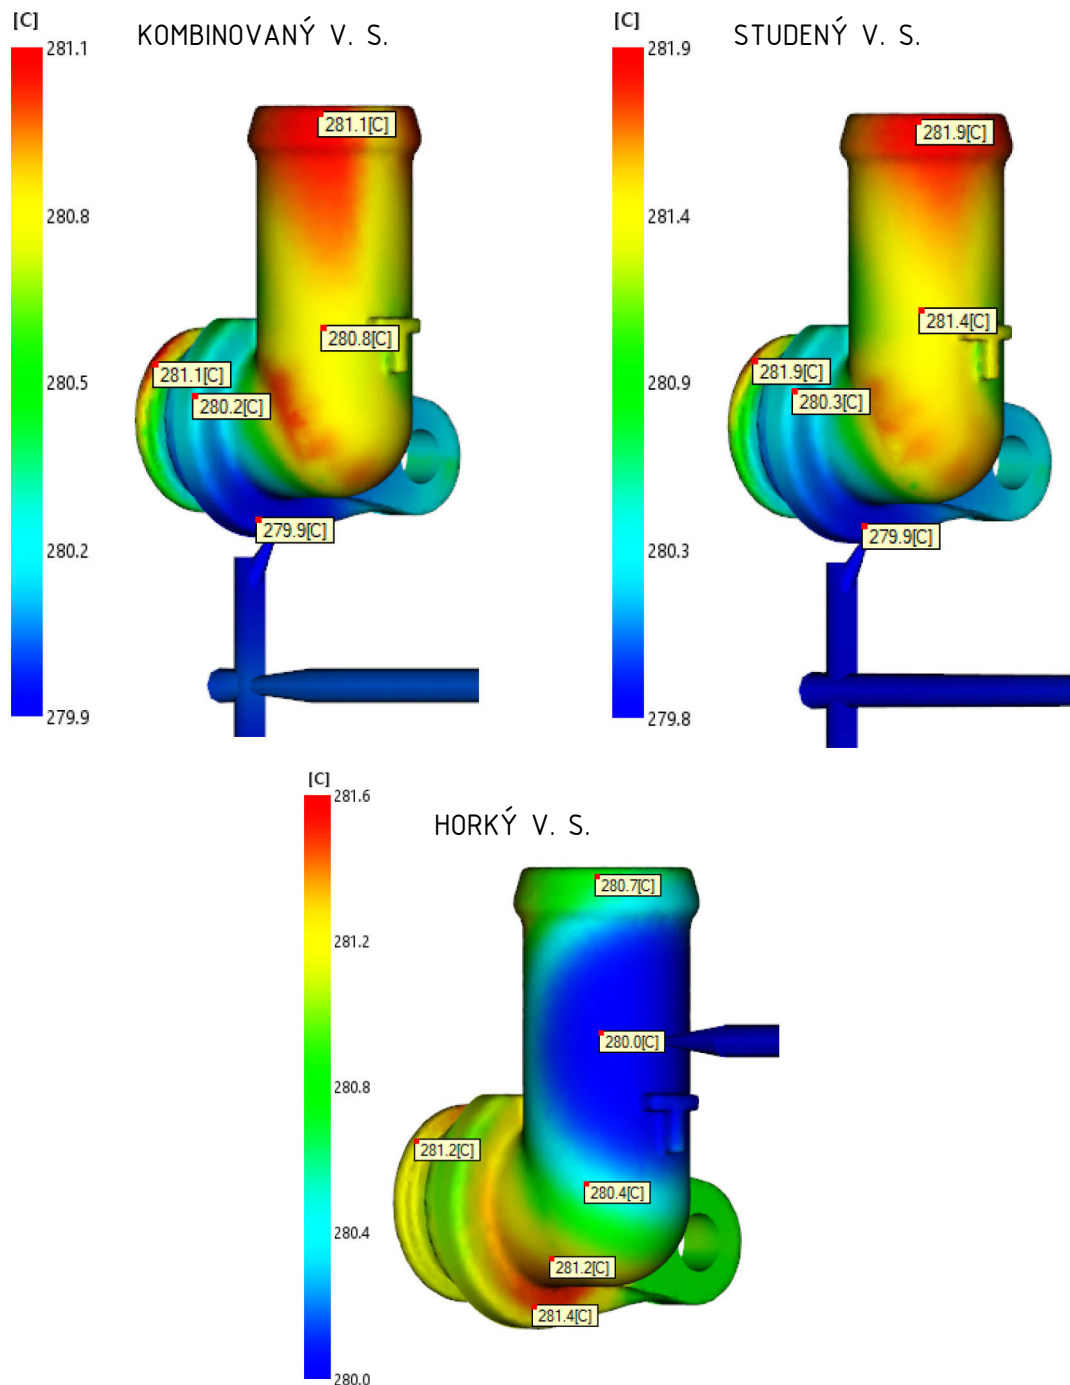 [C]
KOMBINOVANÝ V. S.
281.1
280.8
280.5
280.2
279.9
281.1[C]
280.8[C]
281.1[C]
280.2[C]
279.9[C]
[C]
STUDENÝ V. S.
281.9
281.4
280.9
280.3
279.8
281.9[C]
281.4[C]
281.9[C]
280.3[C]
279.9[C]
[C]
HORKÝ V. S.
281.6
281.2
280.8
280.4
280.0
280.7[C]
280.0[C]
281.2[C]
280.4[C]
281.2[C]
281.4[C]